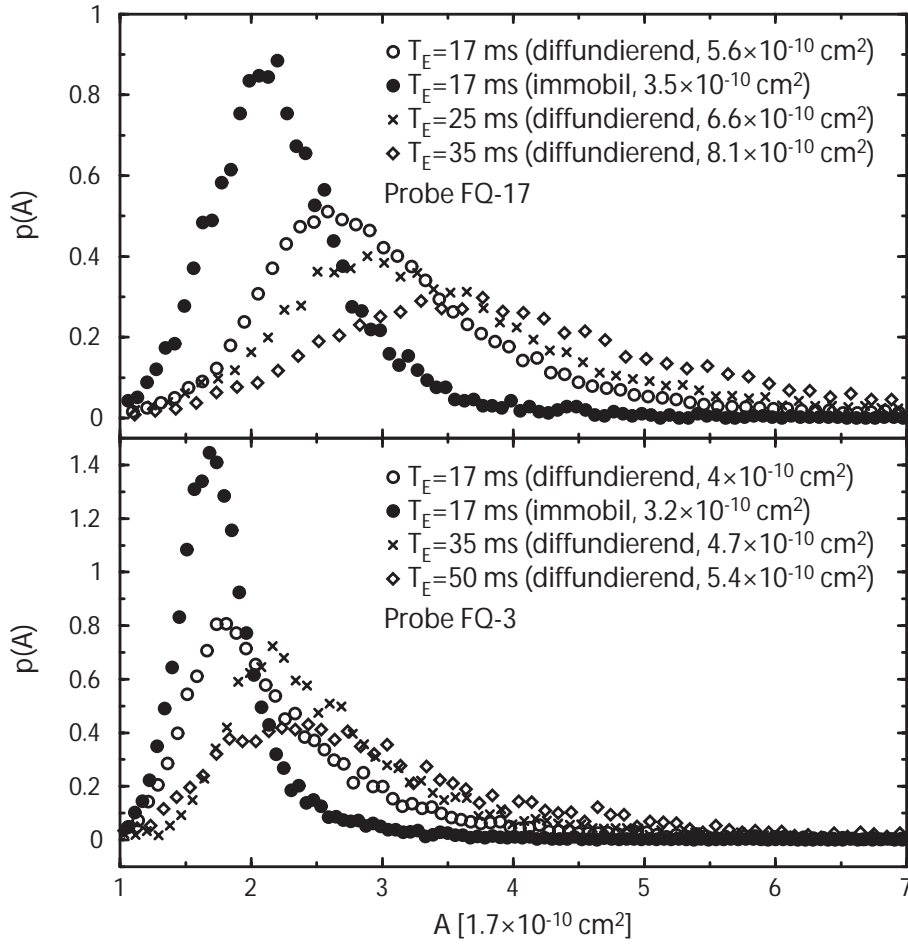 1
0.8
0.6
0.4
0.2
0
p(A)
T_E=17 ms (diffundierend, 5.6×10^-10 cm^2)
T_E=17 ms (immobil, 3.5×10^-10 cm^2)
T_E=25 ms (diffundierend, 6.6×10^-10 cm^2)
T_E=35 ms (diffundierend, 8.1×10^-10 cm^2)
Probe FQ-17
1.4
1.2
1
0.8
0.6
0.4
0.2
0
p(A)
T_E=17 ms (diffundierend, 4×10^-10 cm^2)
T_E=17 ms (immobil, 3.2×10^-10 cm^2)
T_E=35 ms (diffundierend, 4.7×10^-10 cm^2)
T_E=50 ms (diffundierend, 5.4×10^-10 cm^2)
Probe FQ-3
1 2 3 4 5 6 7
A [1.7×10^-10 cm^2]